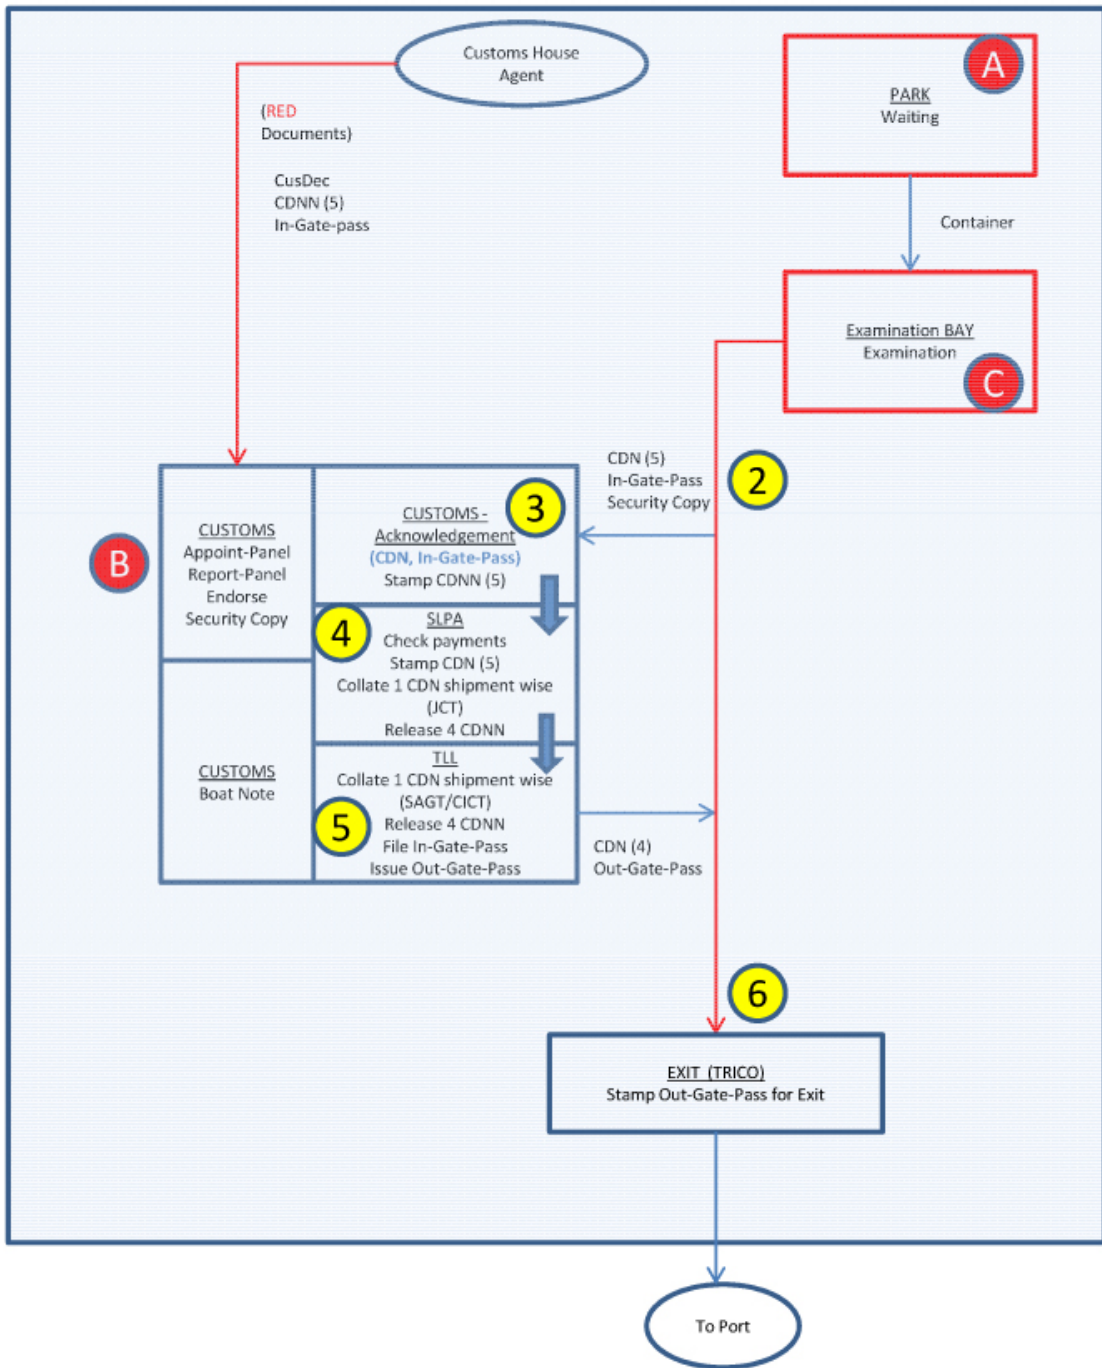 Customs House
Agent
A
PARK
Waiting
(RED
Documents)
CusDec
CDNN (5)
In-Gate-pass
Container
Examination BAY
Examination
C
CDN (5)
In-Gate-Pass
Security Copy
2
B
CUSTOMS
Appoint-Panel
Report-Panel
Endorse
Security Copy
3
CUSTOMS -
Acknowledgement
(CDN, In-Gate-Pass)
Stamp CDNN (5)
4
SLPA
Check payments
Stamp CDN (5)
Collate 1 CDN shipment wise
(JCT)
Release 4 CDNN
CUSTOMS
Boat Note
5
TLL
Collate 1 CDN shipment wise
(SAGT/CICT)
Release 4 CDNN
File In-Gate-Pass
Issue Out-Gate-Pass
CDN (4)
Out-Gate-Pass
6
EXIT (TRICO)
Stamp Out-Gate-Pass for Exit
To Port